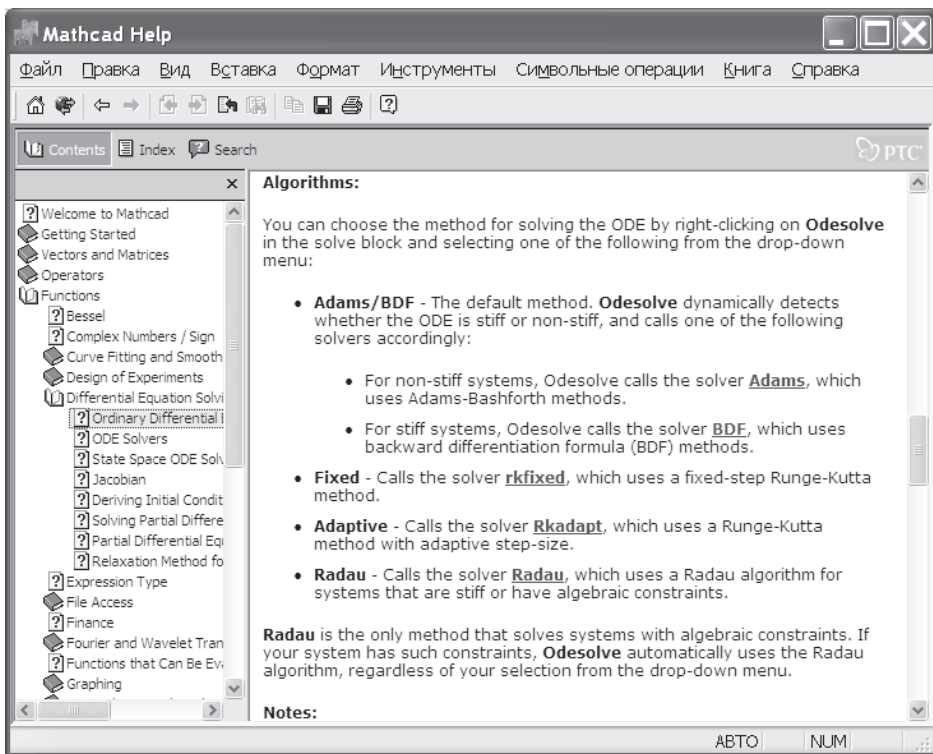 Mathcad Help
Файл Правка Вид Вставка Формат Инструменты Символьные операции Книга Справка
Contents Index Search
PTC
Welcome to Mathcad
Getting Started
Vectors and Matrices
Operators
Functions
Bessel
Complex Numbers / Sign
Curve Fitting and Smooth
Design of Experiments
Differential Equation Solvi
Ordinary Differential
ODE Solvers
State Space ODE Solv
Jacobian
Deriving Initial Condit
Solving Partial Differe
Partial Differential Equ
Relaxation Method fo
Expression Type
File Access
Finance
Fourier and Wavelet Tran
Functions that Can Be Eva
Graphing
Algorithms:
You can choose the method for solving the ODE by right-clicking on Odesolve
in the solve block and selecting one of the following from the drop-down
menu:
• Adams/BDF - The default method. Odesolve dynamically detects
whether the ODE is stiff or non-stiff, and calls one of the following
solvers accordingly:
• For non-stiff systems, Odesolve calls the solver Adams, which
uses Adams-Bashforth methods.
• For stiff systems, Odesolve calls the solver BDF, which uses
backward differentiation formula (BDF) methods.
• Fixed - Calls the solver rkfixed, which uses a fixed-step Runge-Kutta
method.
• Adaptive - Calls the solver Rkadapt, which uses a Runge-Kutta
method with adaptive step-size.
• Radau - Calls the solver Radau, which uses a Radau algorithm for
systems that are stiff or have algebraic constraints.
Radau is the only method that solves systems with algebraic constraints. If
your system has such constraints, Odesolve automatically uses the Radau
algorithm, regardless of your selection from the drop-down menu.
Notes:
АВТО NUM